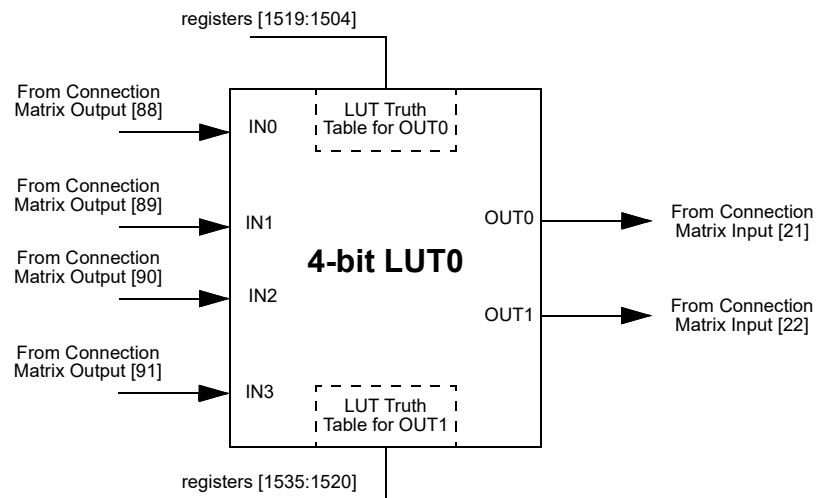 registers [1519:1504]
From Connection
Matrix Output [88]
IN0
LUT Truth
Table for OUT0
From Connection
Matrix Output [89]
IN1
OUT0
From Connection
Matrix Input [21]
From Connection
Matrix Output [90]
IN2
4-bit LUT0
OUT1
From Connection
Matrix Input [22]
From Connection
Matrix Output [91]
IN3
LUT Truth
Table for OUT1
registers [1535:1520]